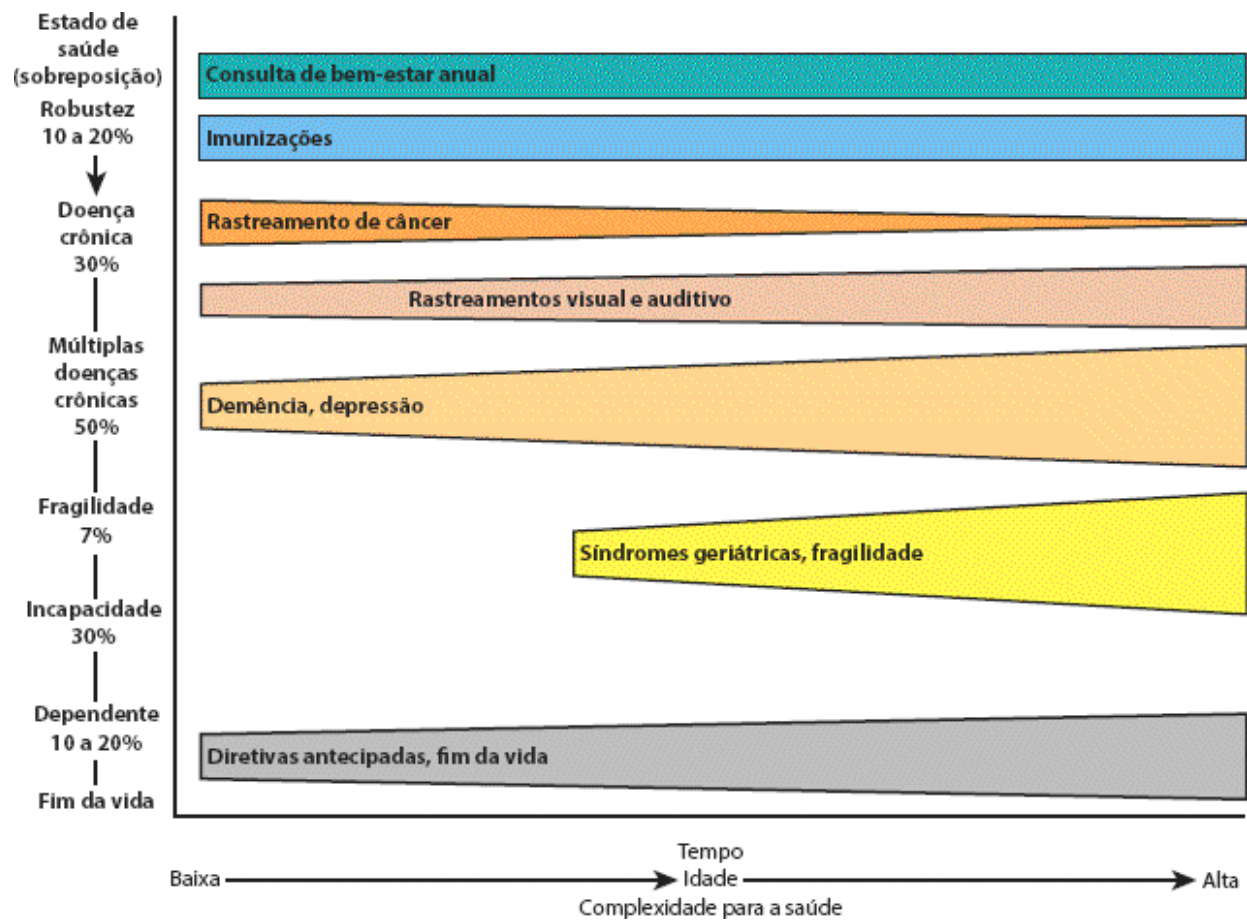 Estado de
saúde
(sobreposição)
Robustez
10 a 20%
Doença
crônica
30%
Múltiplas
doenças
crônicas
50%
Fragilidade
7%
Incapacidade
30%
Dependente
10 a 20%
Fim da vida
Consulta de bem-estar anual
Imunizações
Rastreamento de câncer
Rastreamentos visual e auditivo
Demência, depressão
Síndromes geriátricas, fragilidade
Diretivas antecipadas, fim da vida
Tempo
Baixa Idade Alta
Complexidade para a saúde